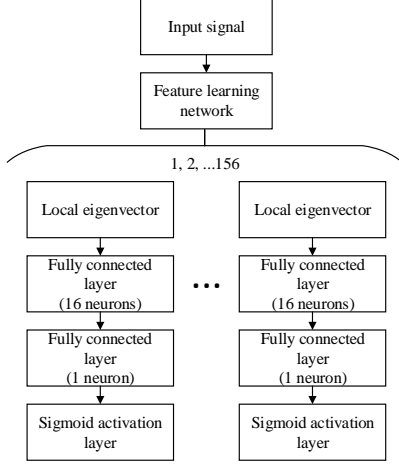 Input signal
Feature learning
network
1, 2, ...156
Local eigenvector
Local eigenvector
Fully connected
layer
(16 neurons)
...
Fully connected
layer
(16 neurons)
Fully connected
layer
(1 neuron)
Fully connected
layer
(1 neuron)
Sigmoid activation
layer
Sigmoid activation
layer